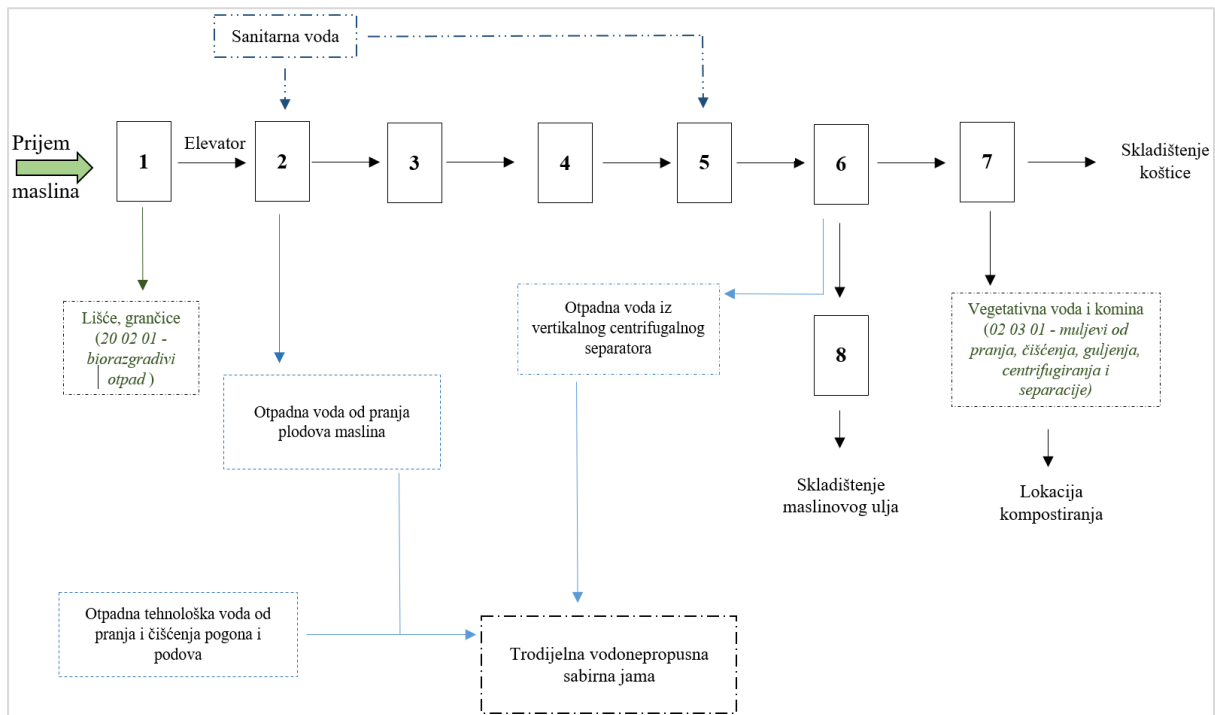 Sanitarna voda
Prijem
maslina
1
Elevator
2
3
4
5
6
7
Skladištenje
koštice
Lišće, grančice
(20 02 01 -
biorazgradivi
otpad )
Otpadna voda od pranja
plodova maslina
Otpadna voda iz
vertikalnog centrifugalnog
separatora
8
Vegetativna voda i komina
(02 03 01 - muljevi od
pranja, čišćenja, guljenja,
centrifugiranja i
separacije)
Skladištenje
maslinovog ulja
Lokacija
kompostiranja
Otpadna tehnološka voda od
pranja i čišćenja pogona i
podova
Trodijelna vodonepropusna
sabirna jama